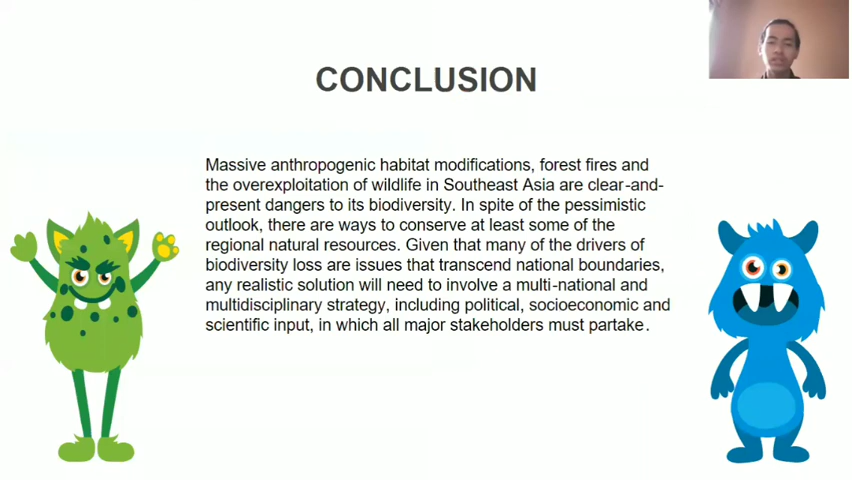 CONCLUSION
Massive anthropogenic habitat modifications, forest fires and
the overexploitation of wildlife in Southeast Asia are clear-and-
present dangers to its biodiversity. In spite of the pessimistic
outlook, there are ways to conserve at least some of the
regional natural resources. Given that many of the drivers of
biodiversity loss are issues that transcend national boundaries,
any realistic solution will need to involve a multi-national and
multidisciplinary strategy, including political, socioeconomic and
scientific input, in which all major stakeholders must partake.